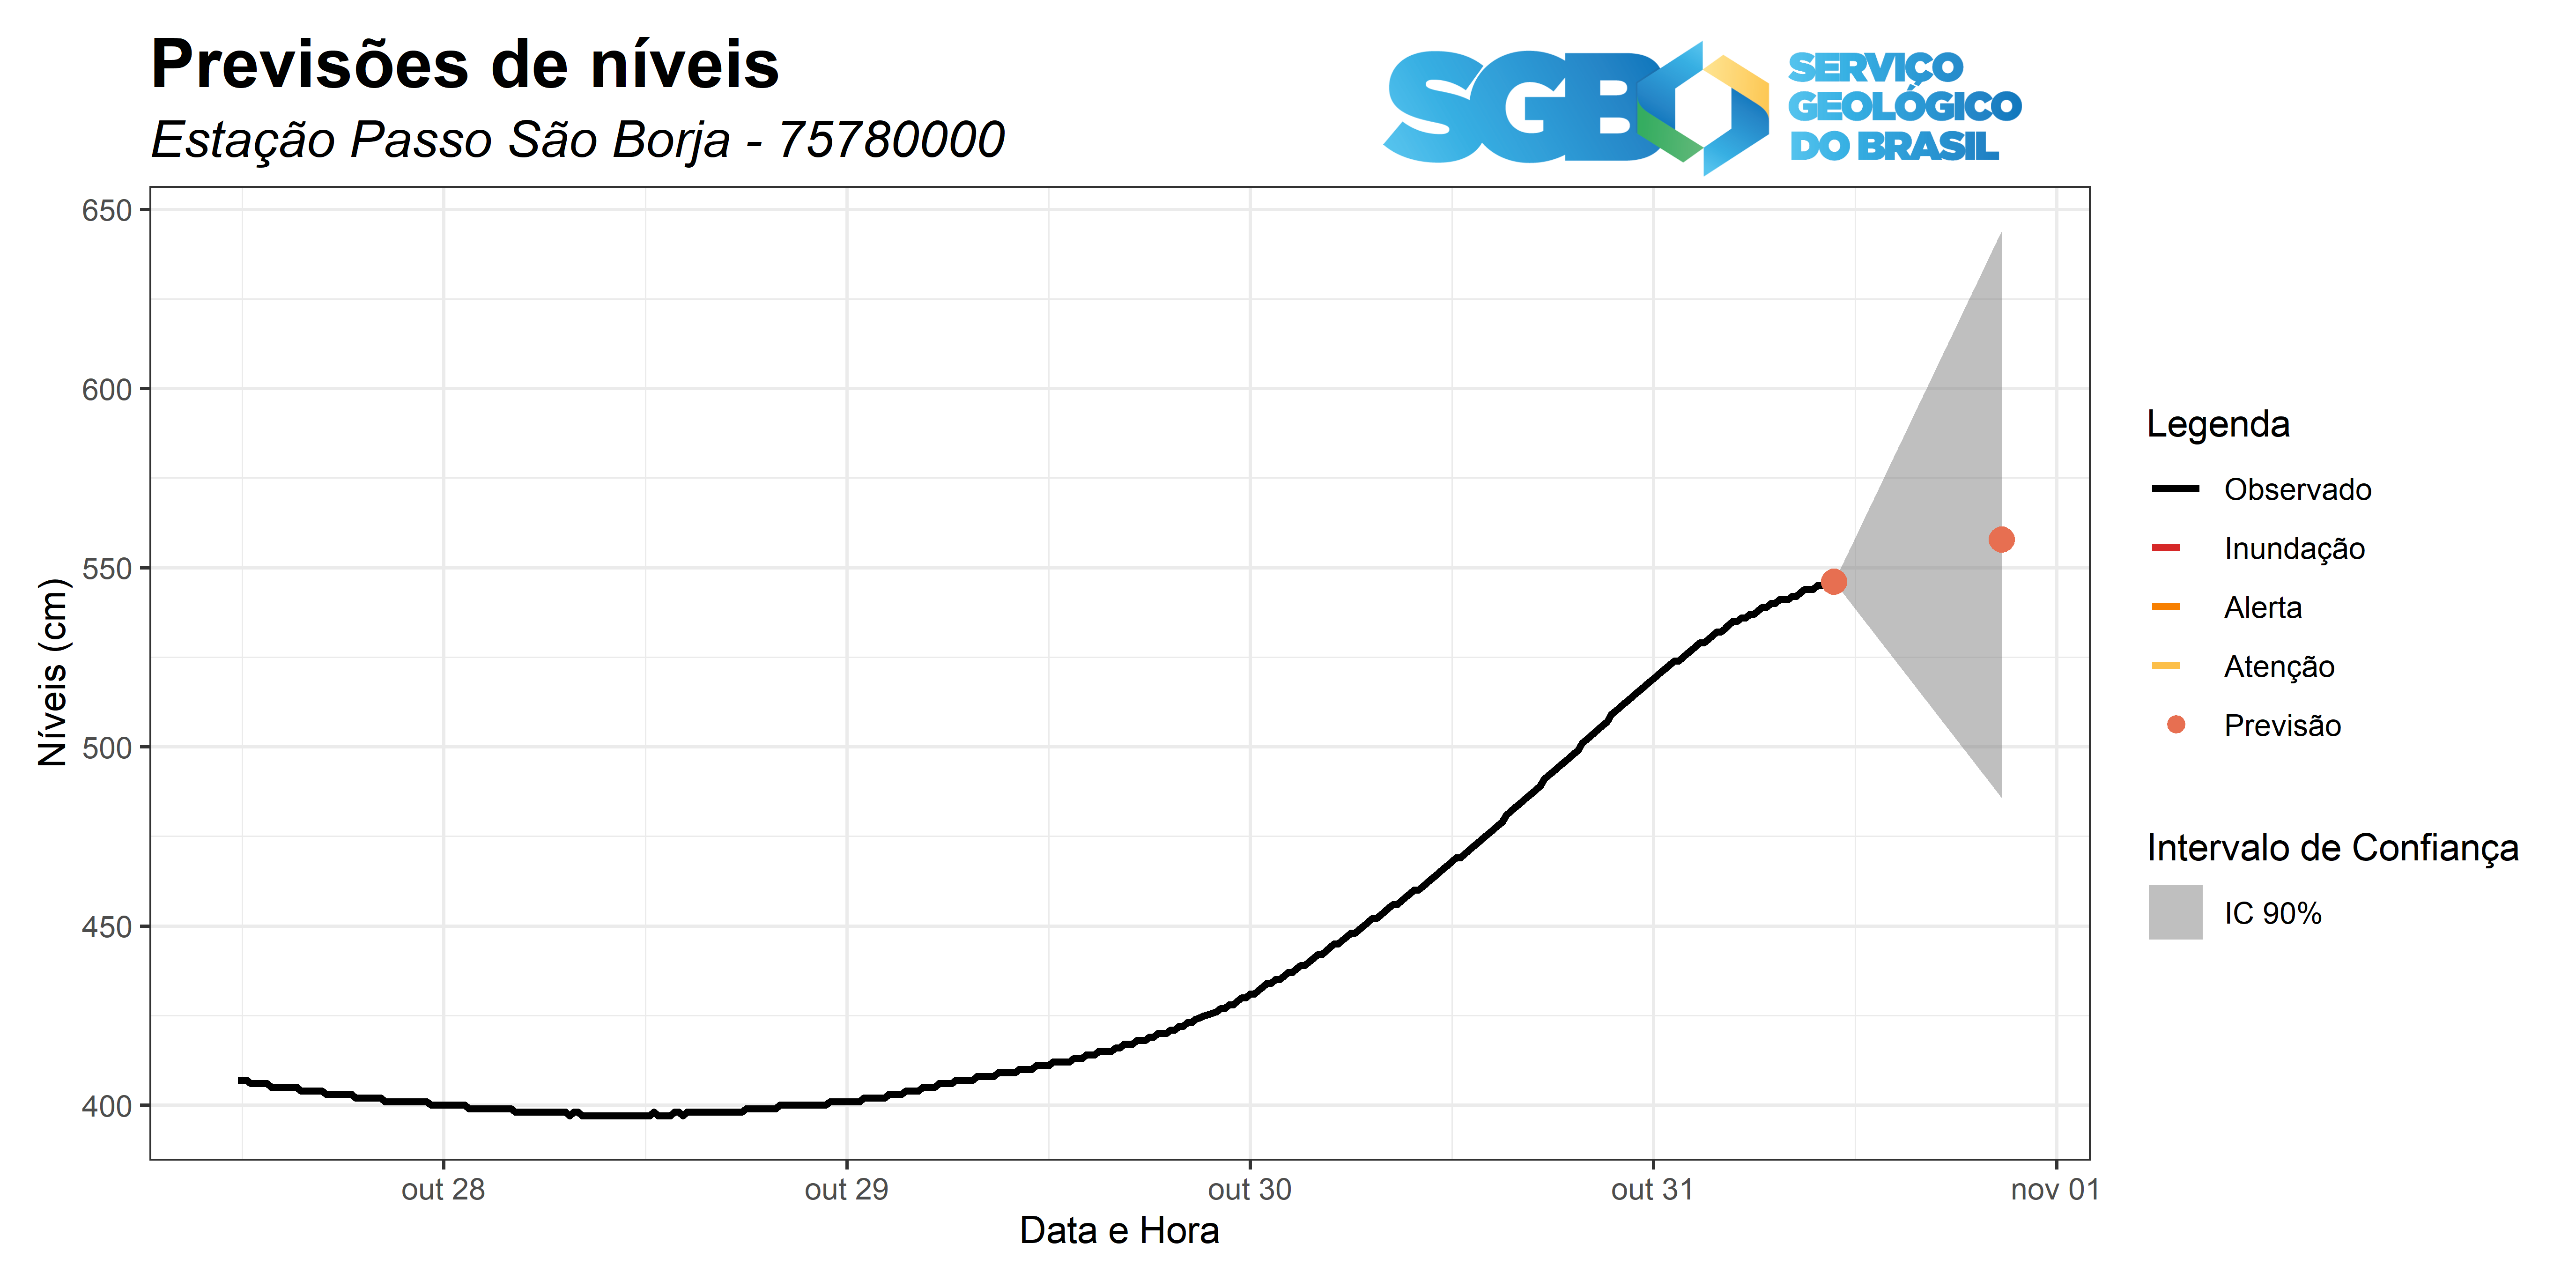 Previsões de níveis
Estação Passo São Borja - 75780000
SGB
SERVIÇO
GEOLÓGICO
DO BRASIL
650
600
550
500
450
400
Níveis (cm)
out 28
out 29
out 30
out 31
nov 01
Data e Hora
Legenda
Observado
Inundação
Alerta
Atenção
Previsão
Intervalo de Confiança
IC 90%